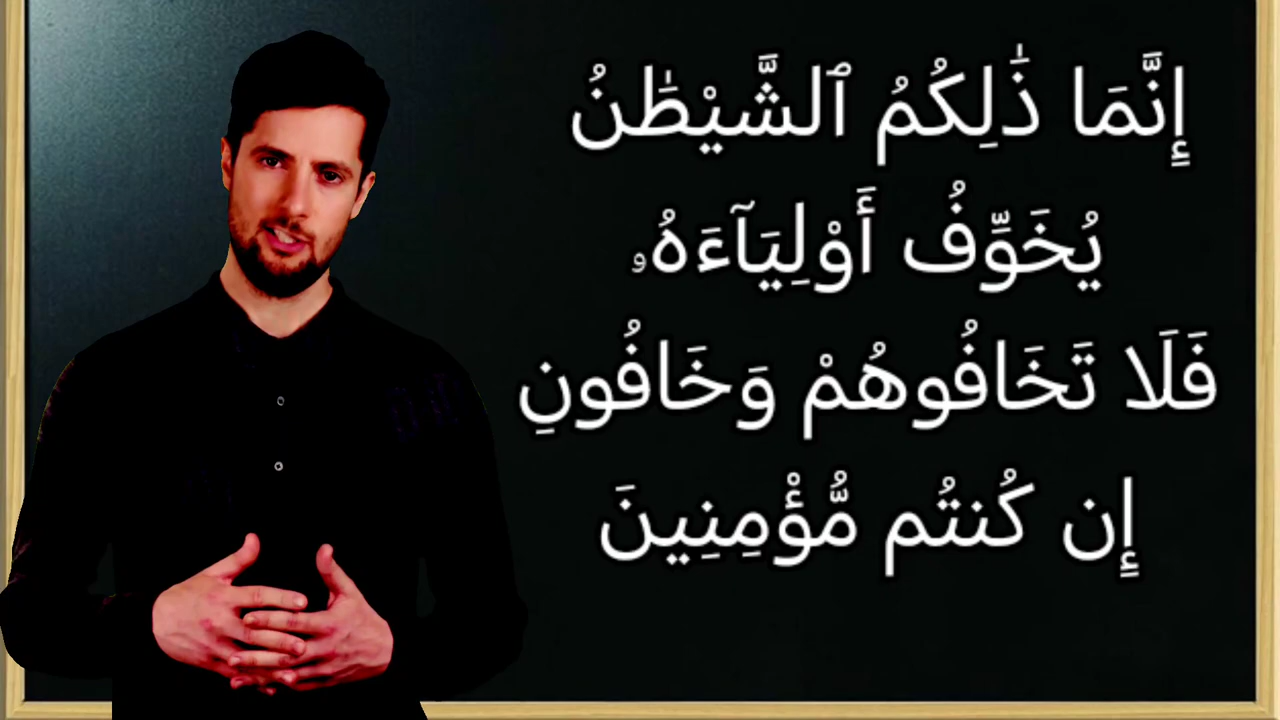 إِنَّمَا ذَٰلِكُمُ ٱلشَّيْطَٰنُ
يُخَوِّفُ أَوْلِيَآءَهُۥ
فَلَا تَخَافُوهُمْ وَخَافُونِ
إِن كُنتُم مُّؤْمِنِينَ